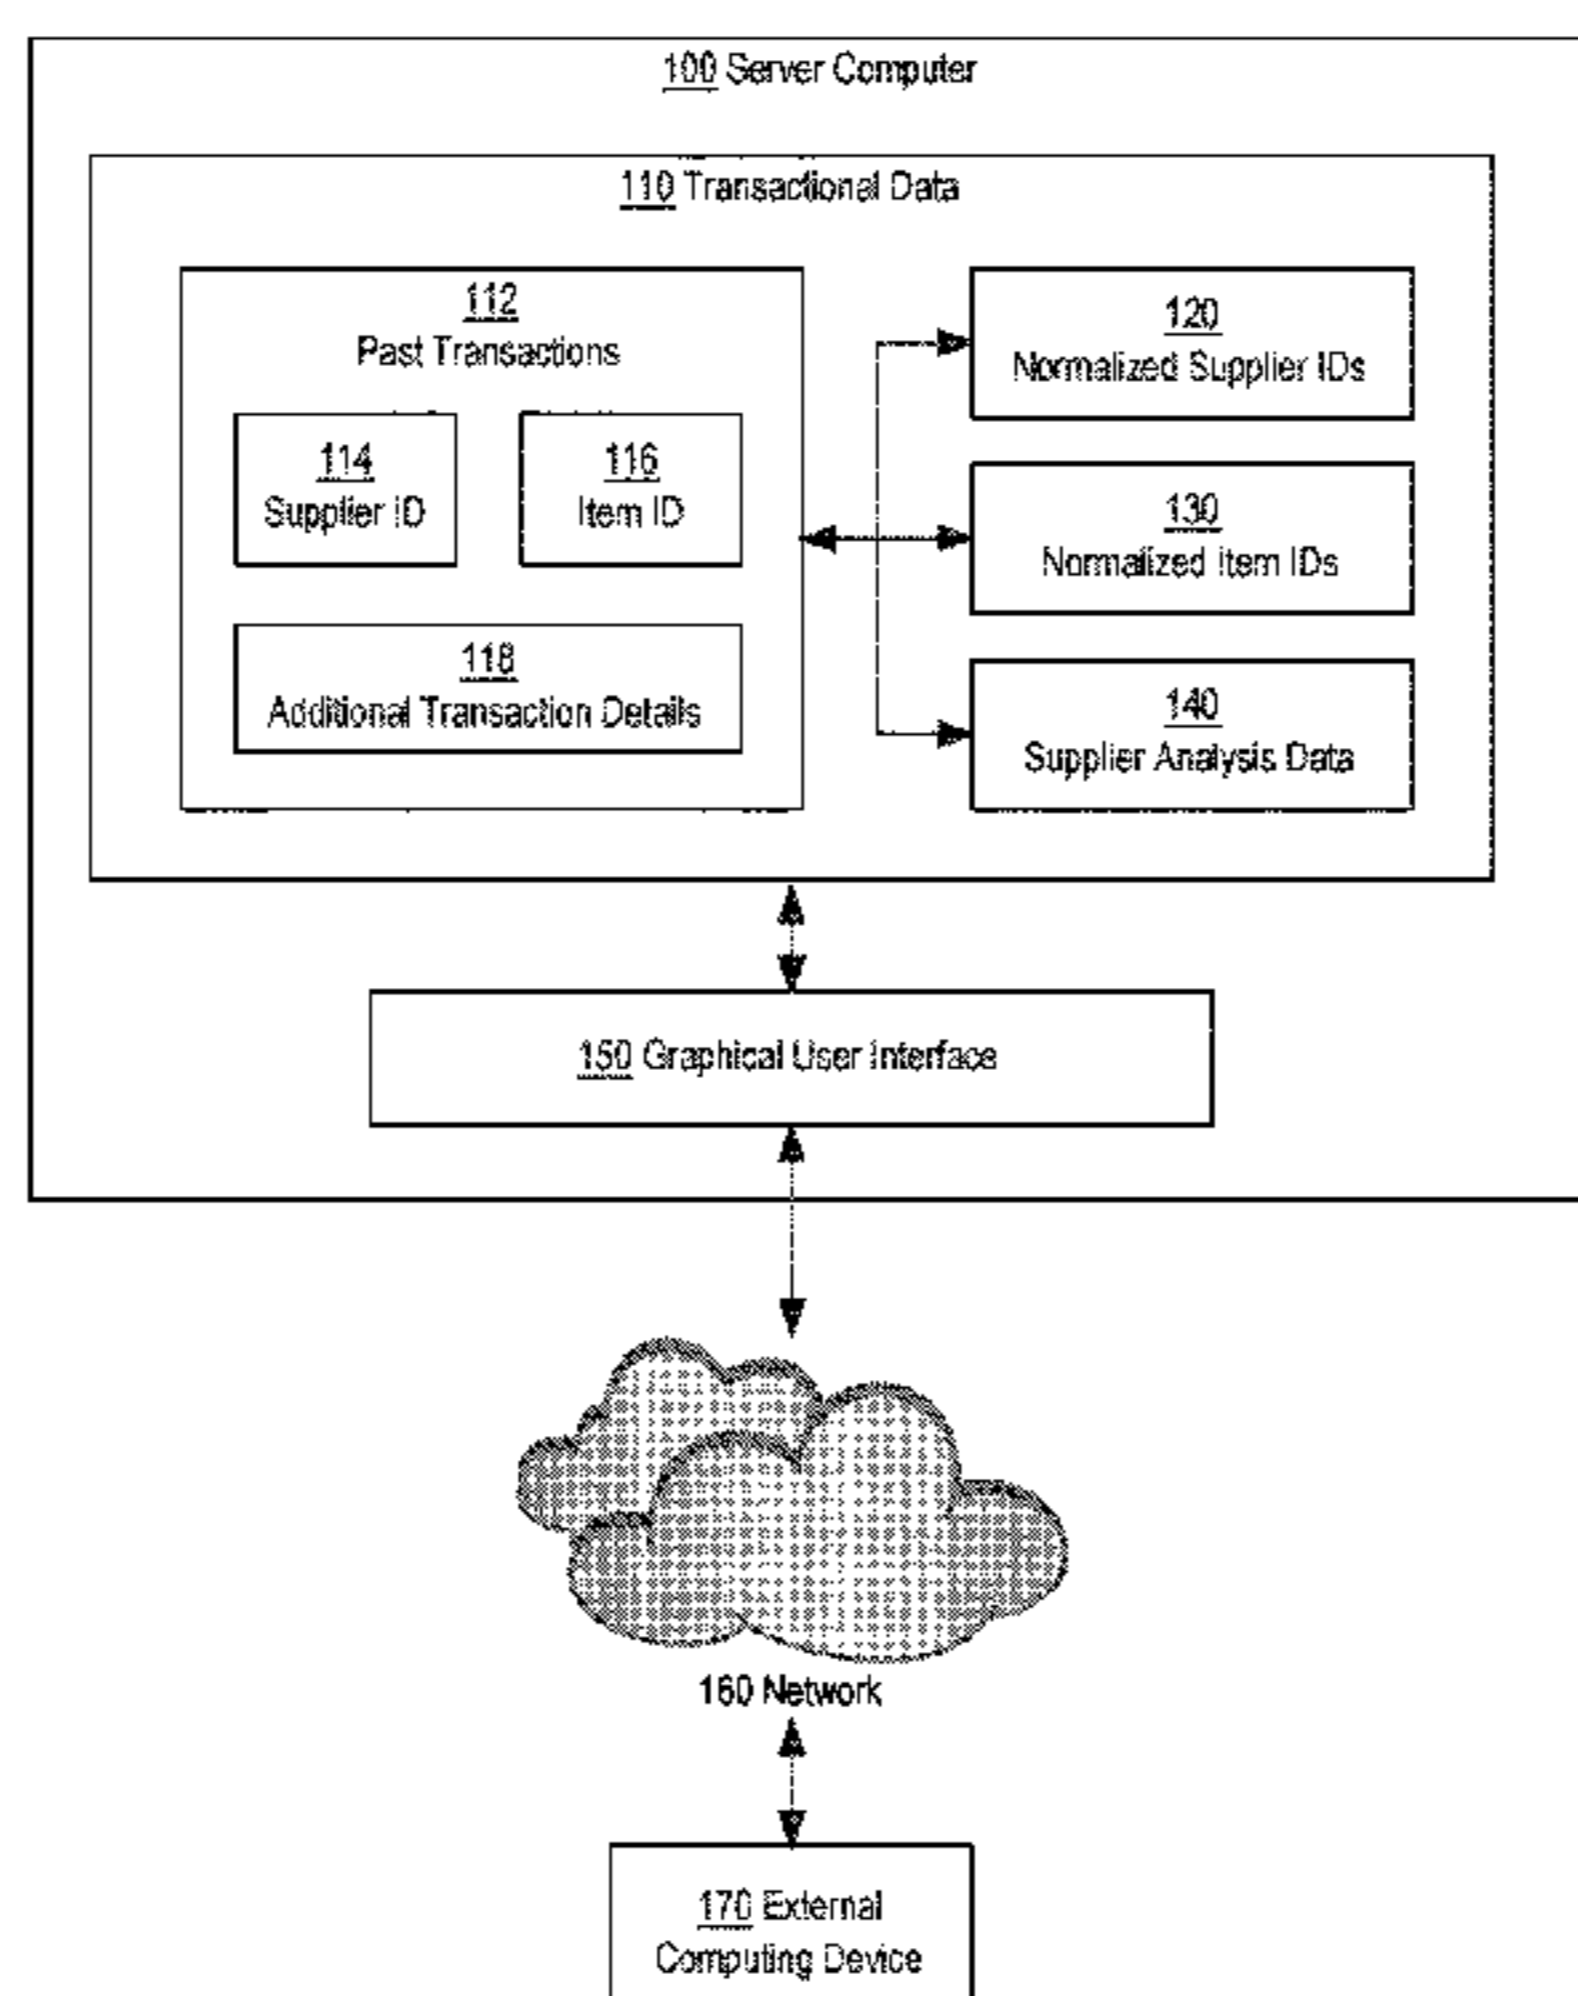 100 Server Computer
110 Transactional Data
112
Past Transactions
114
Supplier ID
116
Item ID
118
Additional Transaction Details
120
Normalized Supplier IDs
130
Normalized Item IDs
140
Supplier Analysis Data
150 Graphical User Interface
160 Network
170 External
Computing Device